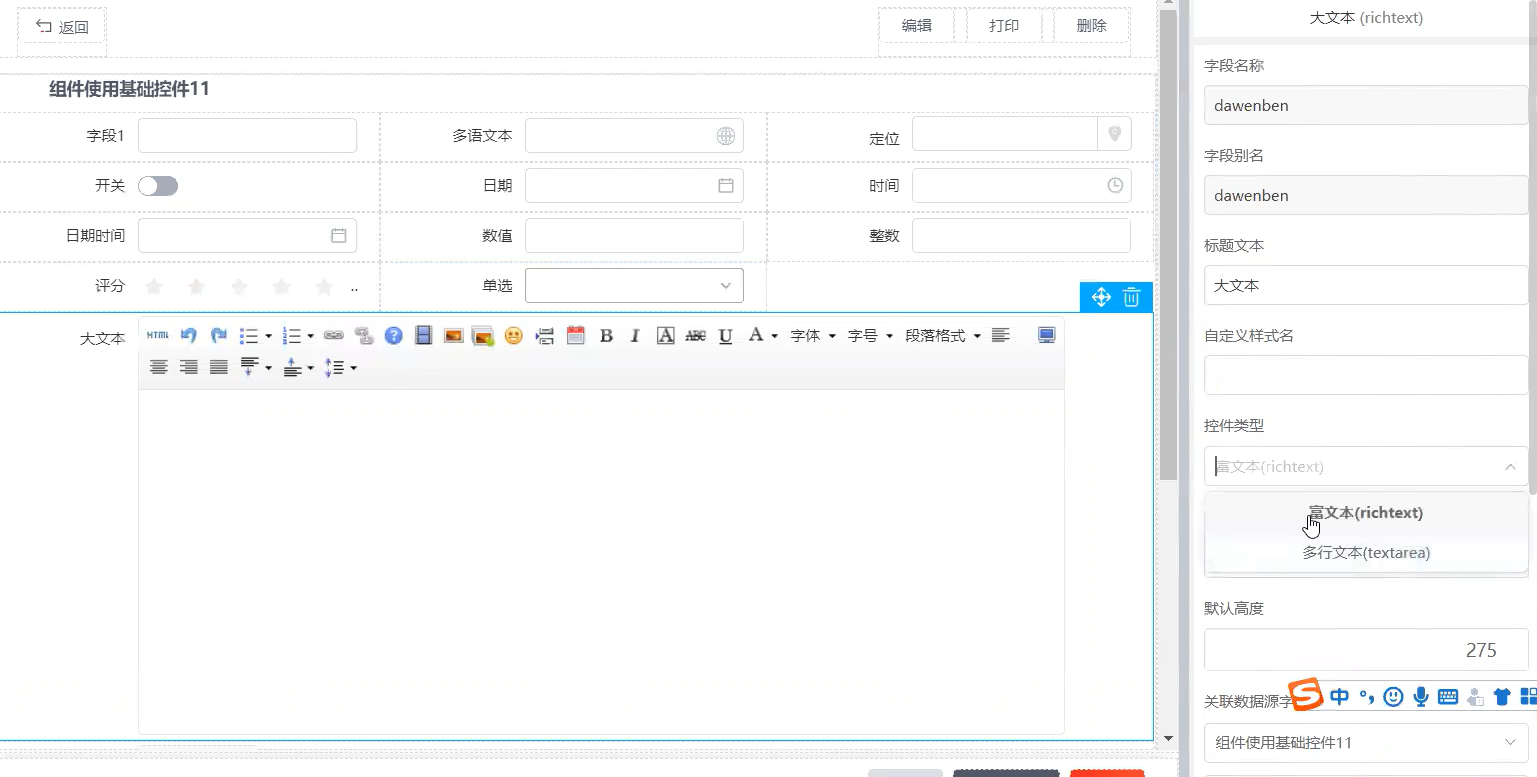 返回
编辑
打印
删除
组件使用基础控件11
字段1
多语文本
定位
开关
日期
时间
日期时间
数值
整数
评分
..
单选
大文本
HTML
B I A ABC U A 字体 字号 段落格式
大文本 (richtext)
字段名称
dawenben
字段别名
dawenben
标题文本
大文本
自定义样式名
控件类型
富文本(richtext)
富文本(richtext)
多行文本(textarea)
默认高度
275
关联数据源字
S 中
组件使用基础控件11